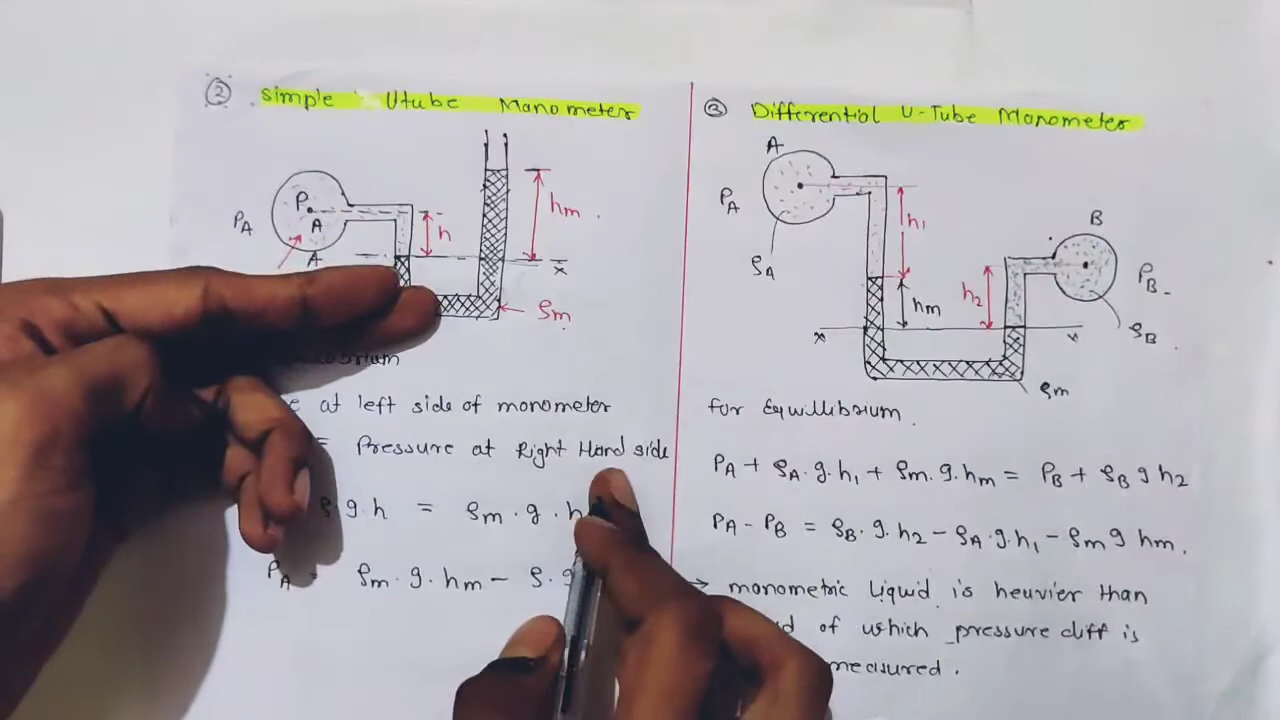 ② Simple Utube Manometer
P
A
PA
A
h
hm
x
ρm
e at left side of monometer
= Pressure at Right Hand side
ρ.g.h = ρm.g.h
PA = ρm.g.hm - ρ.g
③ Differential U-Tube Manometer
A
PA
ρA
h1
hm
h2
B
PB
ρB
x
x
ρm
for Equillibrium.
PA + ρA.g.h1 + ρm.g.hm = PB + ρB g h2
PA - PB = ρB.g.h2 - ρA.g.h1 - ρm g hm.
→ monometric liquid is heuvier than
of which pressure diff is
measured.